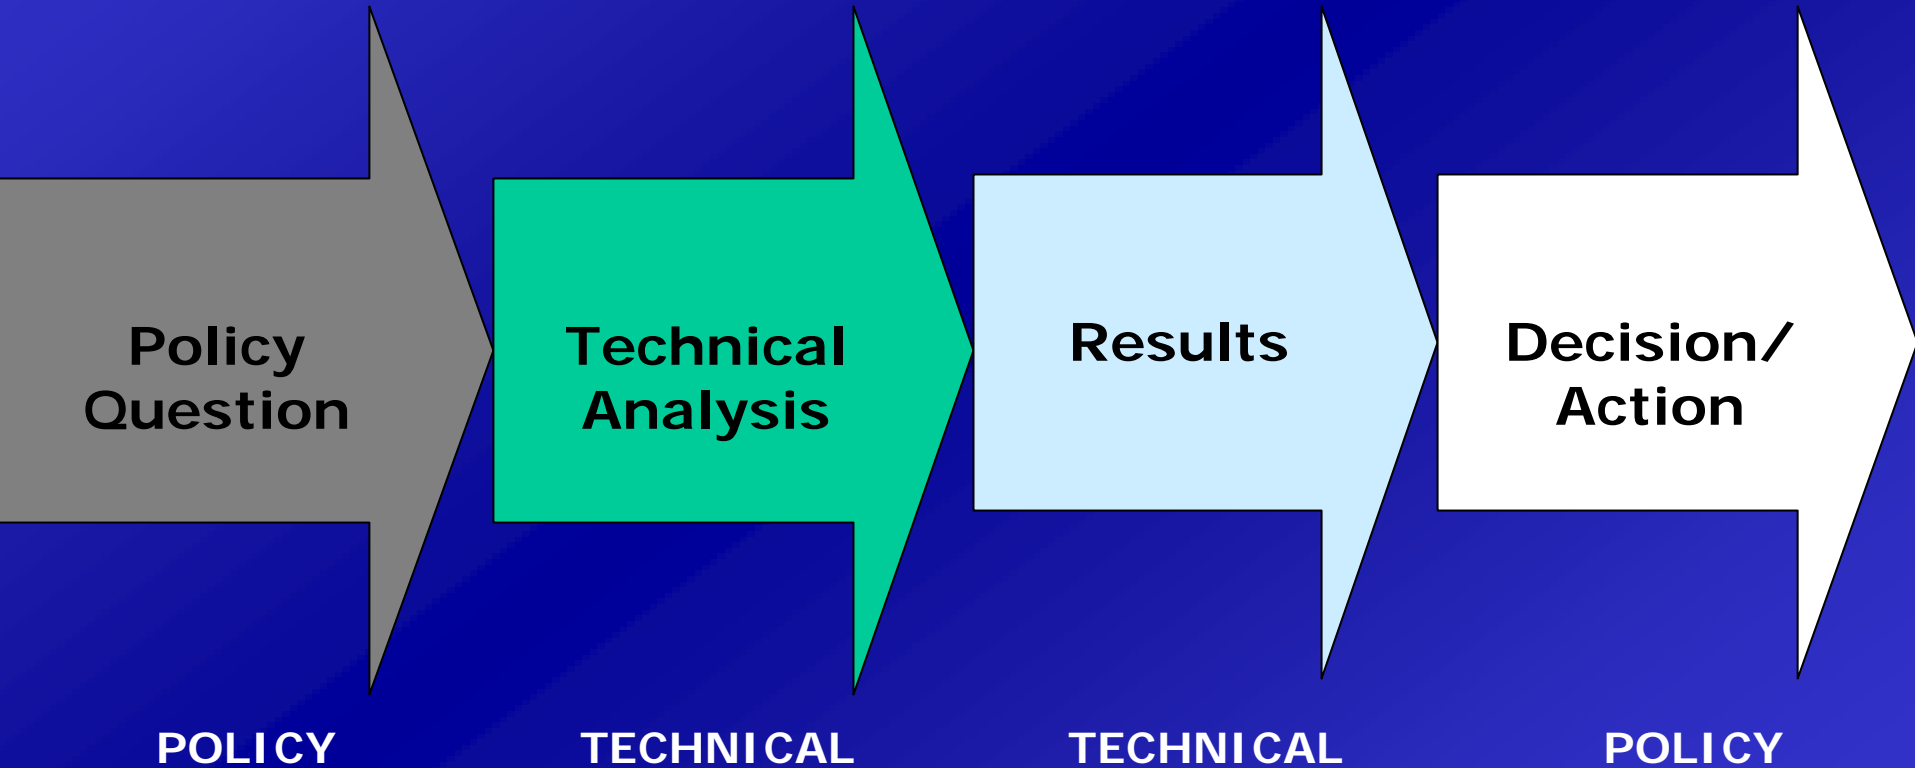 Policy
Question
Technical
Analysis
Results
Decision/
Action
POLICY
TECHNICAL
TECHNICAL
POLICY